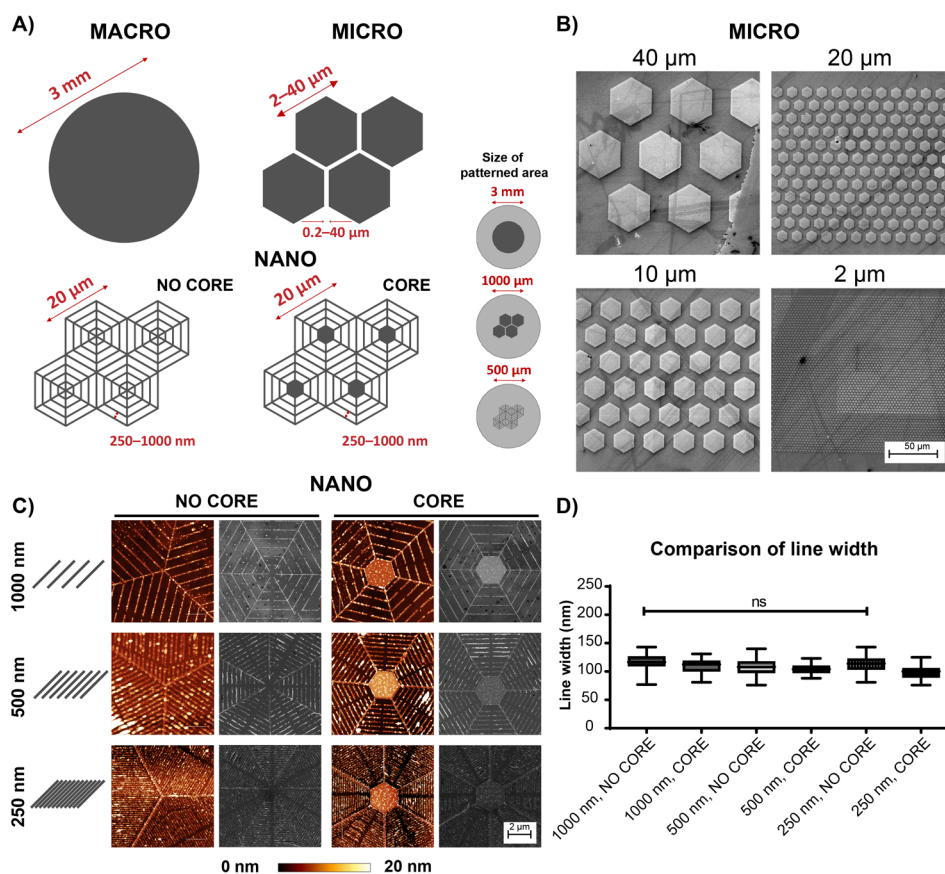 A)
MACRO
MICRO
3 mm
2–40 µm
0.2–40 µm
Size of
patterned area
3 mm
1000 µm
500 µm
NANO
20 µm
NO CORE
250–1000 nm
20 µm
CORE
250–1000 nm
B)
MICRO
40 µm
20 µm
10 µm
2 µm
50 µm
C)
NANO
NO CORE
CORE
1000 nm
500 nm
250 nm
2 µm
0 nm
20 nm
D)
Comparison of line width
Line width (nm)
250
200
150
100
50
0
ns
1000 nm, NO CORE
1000 nm, CORE
500 nm, NO CORE
500 nm, CORE
250 nm, NO CORE
250 nm, CORE